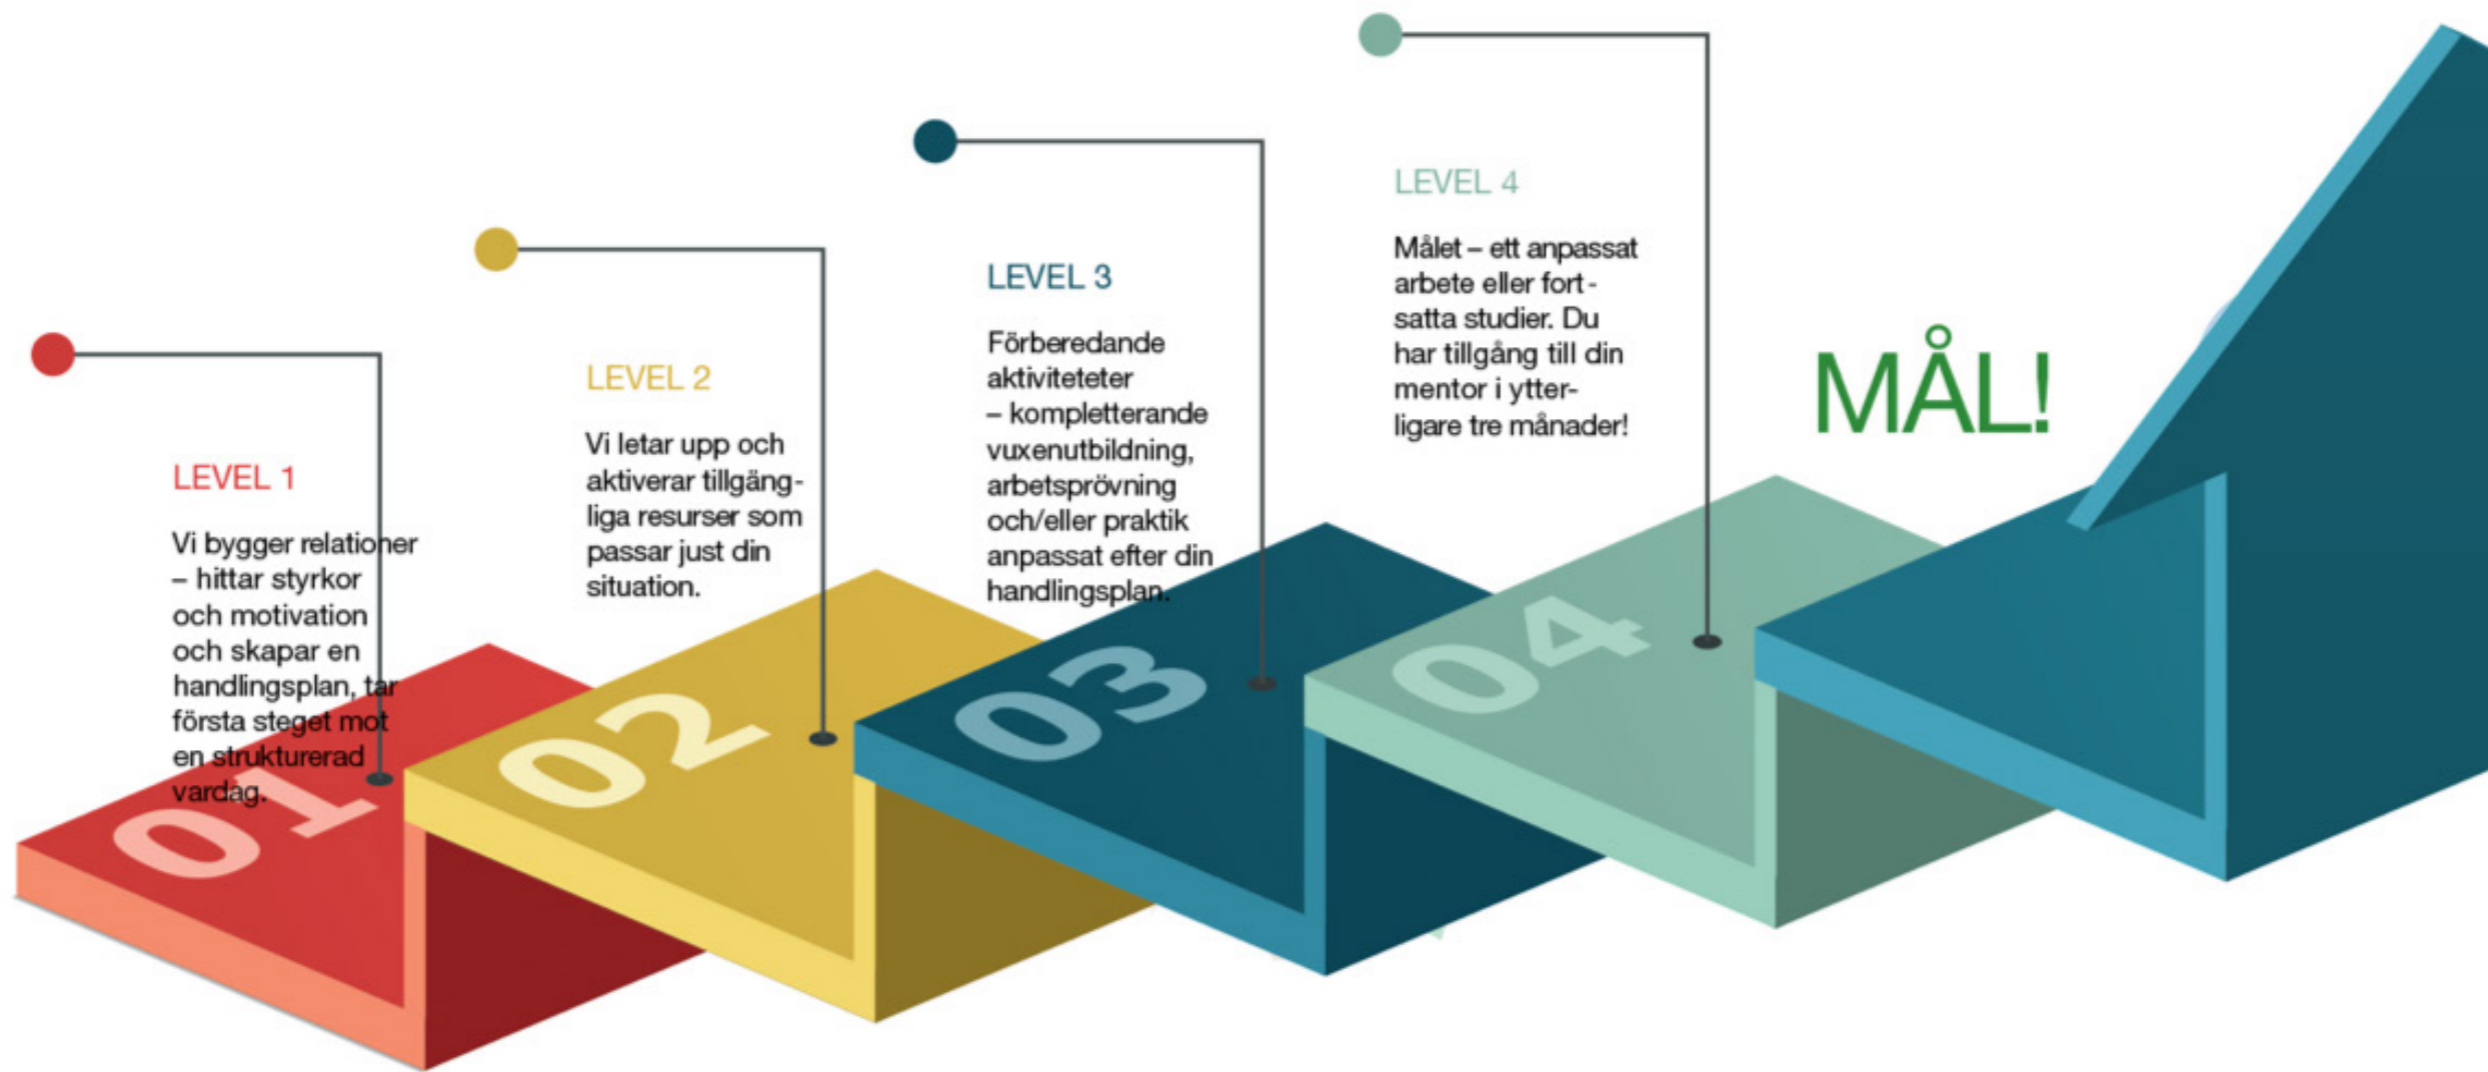 LEVEL 1
Vi bygger relationer
– hittar styrkor
och motivation
och skapar en
handlingsplan, tar
första steget mot
en strukturerad
vardag.
01
LEVEL 2
Vi letar upp och
aktiverar tillgäng-
liga resurser som
passar just din
situation.
02
LEVEL 3
Förberedande
aktiviteteter
– kompletterande
vuxenutbildning,
arbetsprövning
och/eller praktik
anpassat efter din
handlingsplan.
03
LEVEL 4
Målet – ett anpassat
arbete eller fort-
satta studier. Du
har tillgång till din
mentor i ytter-
ligare tre månader!
04
MÅL!